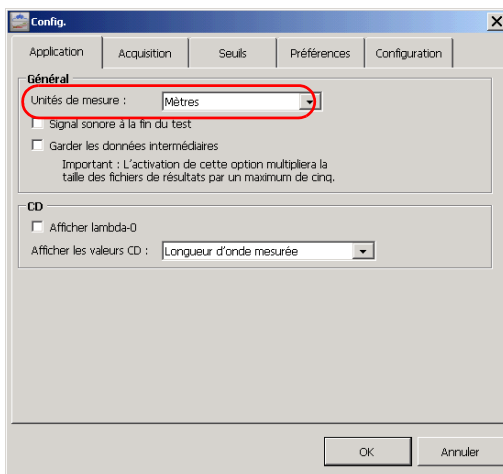 Config.
Application Acquisition Seuils Préférences Configuration
Général
Unités de mesure : Mètres
Signal sonore à la fin du test
Garder les données intermédiaires
Important : L'activation de cette option multipliera la
taille des fichiers de résultats par un maximum de cinq.
CD
Afficher lambda-0
Afficher les valeurs CD : Longueur d'onde mesurée
OK Annuler